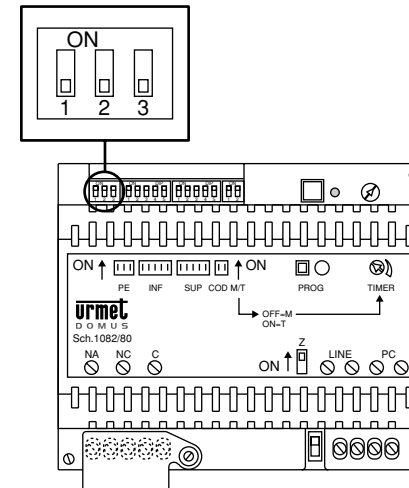 ON
1 2 3
ON ON
PE INF SUP COD M/T PROG TIMER
OFF=M
ON=T
urmet
DOMUS
Sch.1082/80
NA NC C ON Z LINE PC